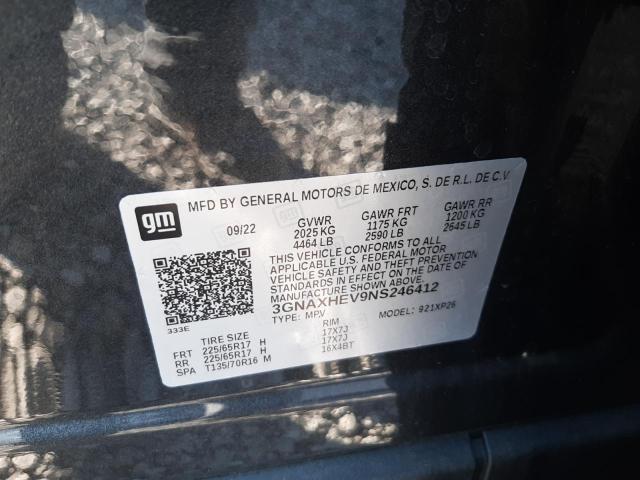 MFD BY GENERAL MOTORS DE MEXICO, S. DE R.L. DE C.V.
gm
09/22
GVWR GAWR FRT GAWR RR
2025 KG 1175 KG 1200 KG
4464 LB 2590 LB 2645 LB
THIS VEHICLE CONFORMS TO ALL
APPLICABLE U.S. FEDERAL MOTOR
VEHICLE SAFETY AND THEFT PREVENTION
STANDARDS IN EFFECT ON THE DATE OF
MANUFACTURE SHOWN ABOVE.
3GNAXHEV9NS246412
TYPE: M.P.V MODEL: 921XP26
333E
TIRE SIZE RIM
FRT 225/65R17 H 17X7J
RR 225/65R17 H 17X7J
SPA T135/70R16 M 16X4BT